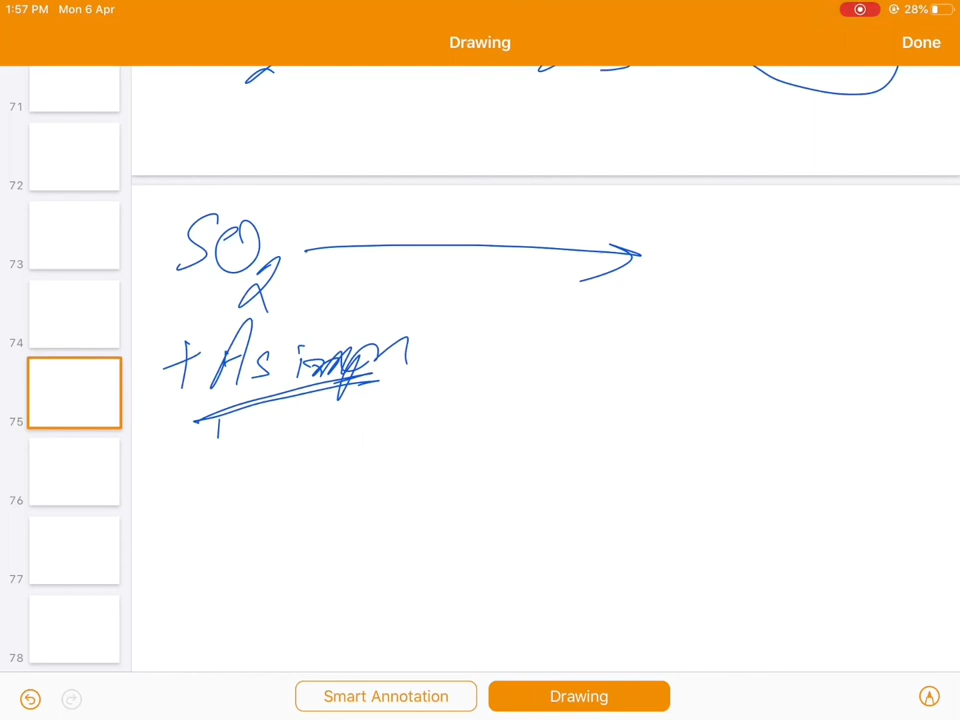 1:57 PM Mon 6 Apr
28%
Drawing
Done
71
72
73
74
75
76
77
78
SO2
+ As
Smart Annotation
Drawing